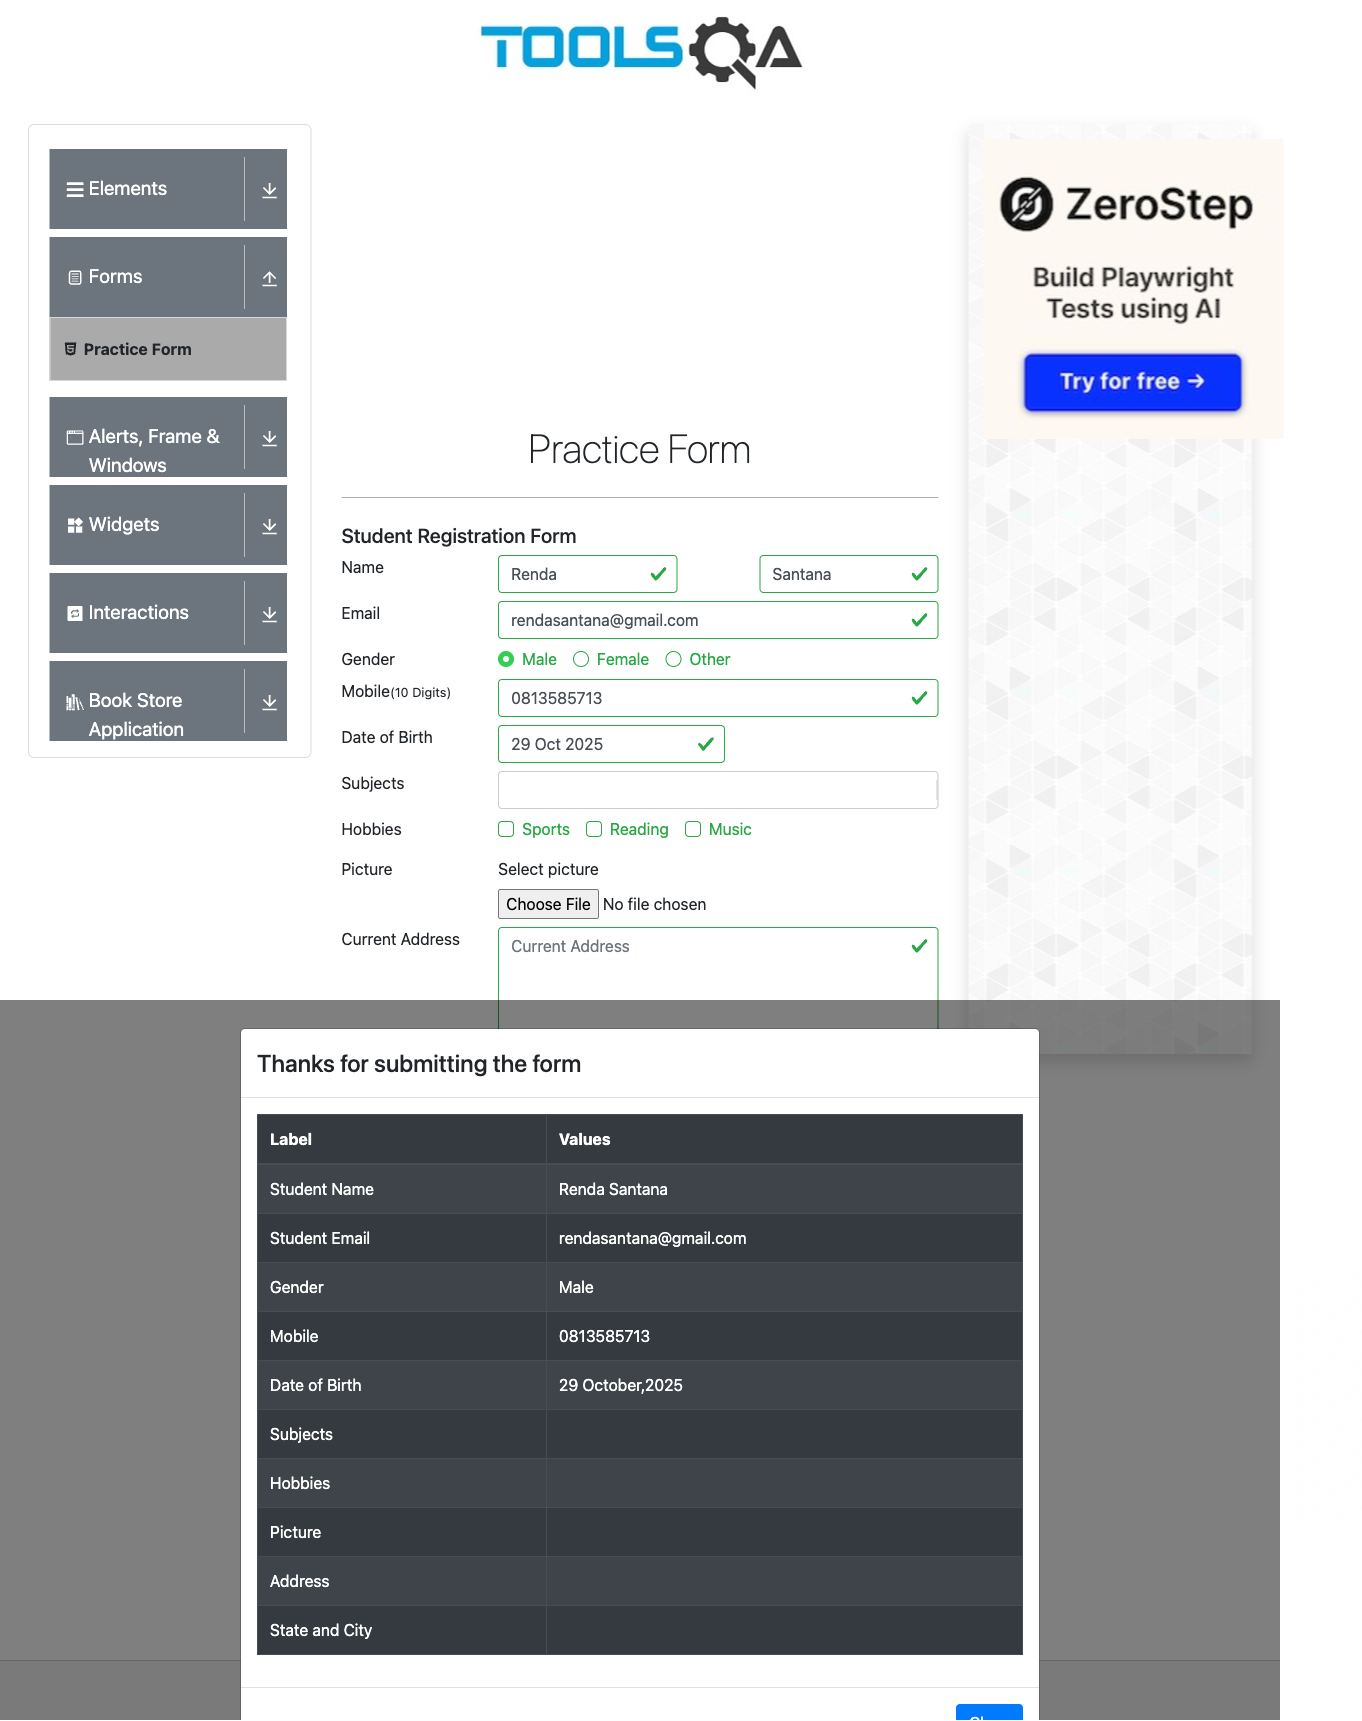 TOOLSQA
Elements
Forms
Practice Form
Alerts, Frame &
Windows
Widgets
Interactions
Book Store
Application
ZeroStep
Build Playwright
Tests using AI
Try for free →
Practice Form
Student Registration Form
Name Renda Santana
Email rendasantana@gmail.com
Gender Male Female Other
Mobile(10 Digits) 0813585713
Date of Birth 29 Oct 2025
Subjects
Hobbies Sports Reading Music
Picture Select picture
Choose File No file chosen
Current Address Current Address
Thanks for submitting the form
Label Values
Student Name Renda Santana
Student Email rendasantana@gmail.com
Gender Male
Mobile 0813585713
Date of Birth 29 October,2025
Subjects
Hobbies
Picture
Address
State and City